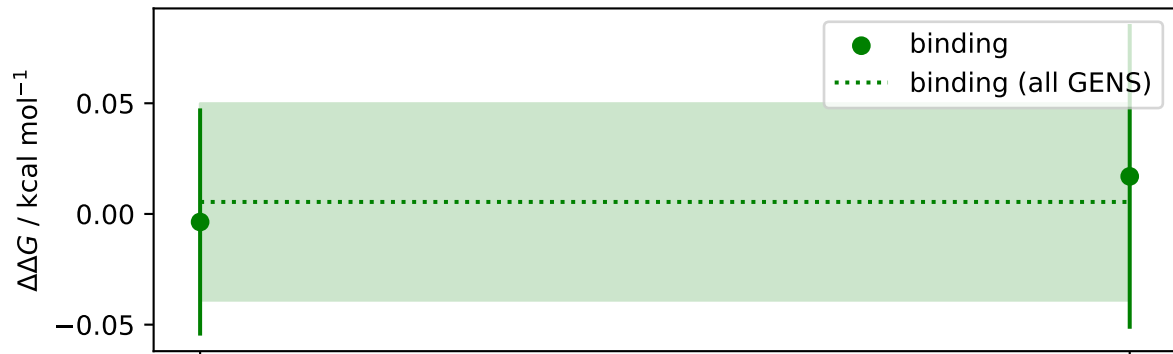 ΔΔG / kcal mol⁻¹
0.05
0.00
−0.05
binding
binding (all GENS)